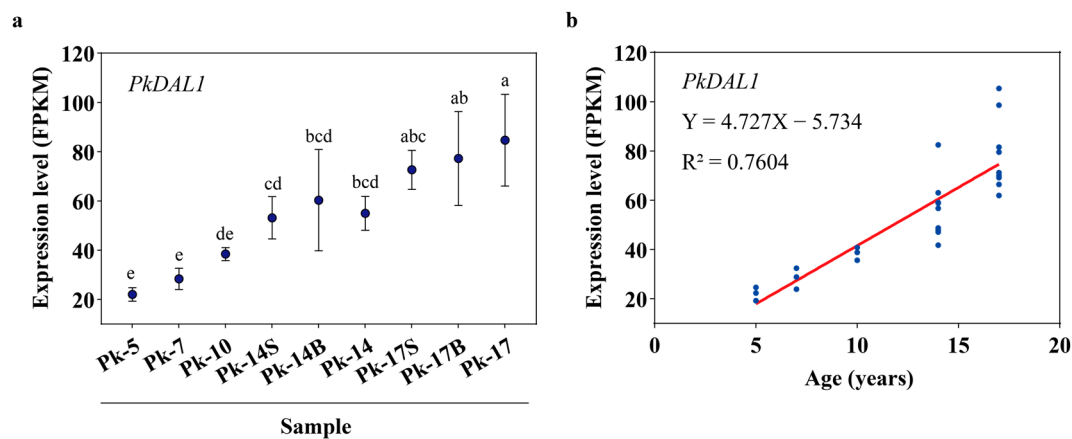 a
Expression level (FPKM)
120
100
80
60
40
20
PkDAL1
e
e
de
cd
bcd
bcd
abc
ab
a
Pk-5
Pk-7
Pk-10
Pk-14S
Pk-14B
Pk-14
Pk-17S
Pk-17B
Pk-17
Sample
b
Expression level (FPKM)
120
100
80
60
40
20
PkDAL1
Y = 4.727X − 5.734
R² = 0.7604
0
5
10
15
20
Age (years)